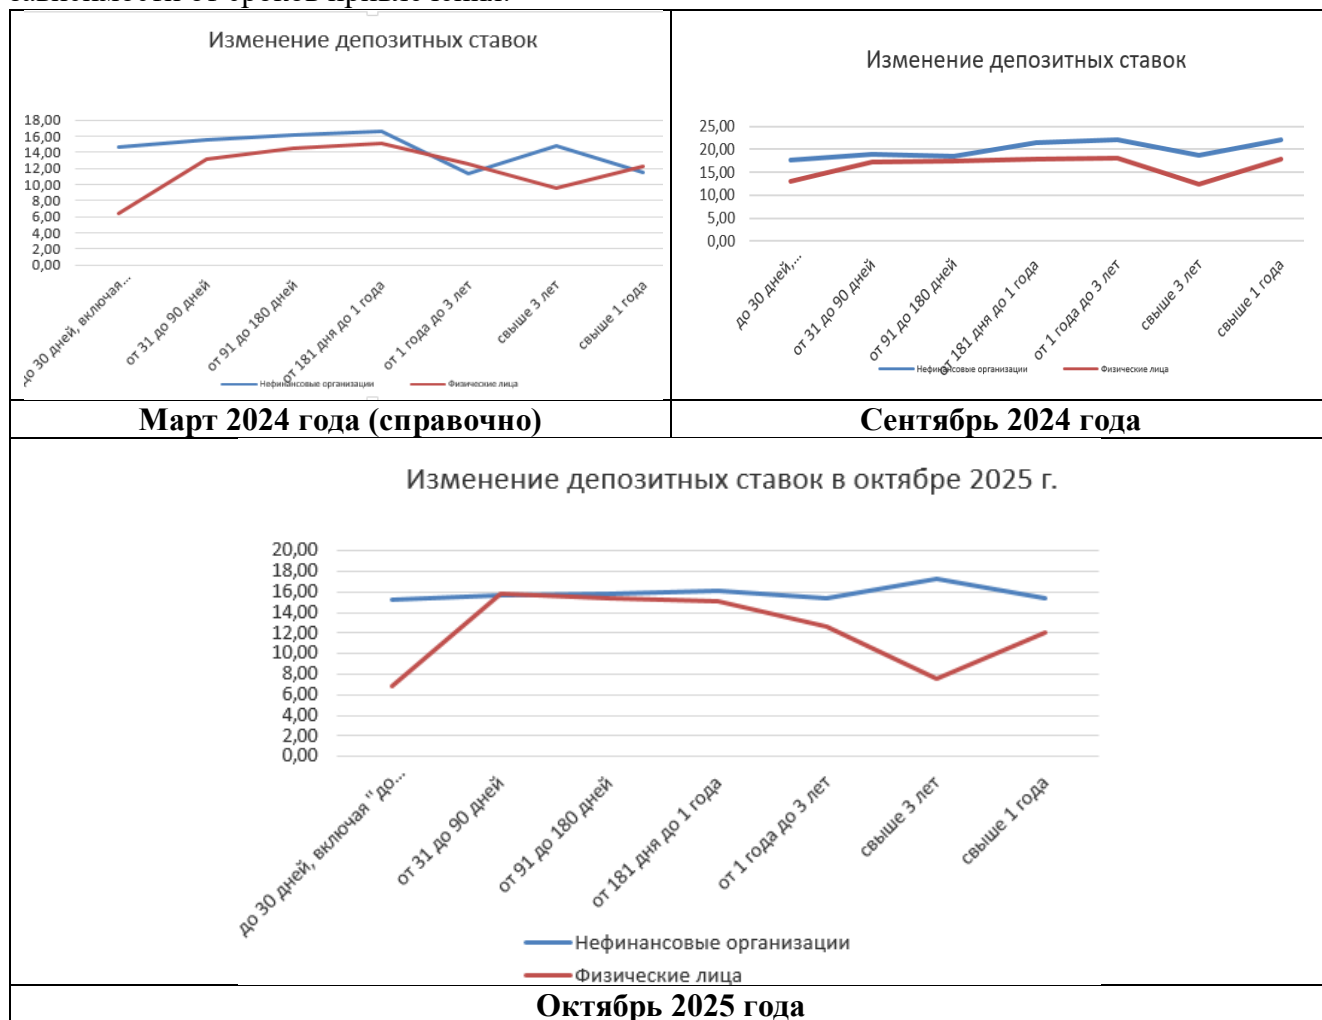 зависимости от сроков привлечения.
Изменение депозитных ставок
18,00
16,00
14,00
12,00
10,00
8,00
6,00
4,00
2,00
0,00
до 30 дней, включая...
от 31 до 90 дней
от 91 до 180 дней
от 181 дня до 1 года
от 1 года до 3 лет
свыше 3 лет
свыше 1 года
Нефинансовые организации
Физические лица
Март 2024 года (справочно)
Изменение депозитных ставок
25,00
20,00
15,00
10,00
5,00
0,00
до 30 дней,...
от 31 до 90 дней
от 91 до 180 дней
от 181 дня до 1 года
от 1 года до 3 лет
свыше 3 лет
свыше 1 года
Нефинансовые организации
Физические лица
Сентябрь 2024 года
Изменение депозитных ставок в октябре 2025 г.
20,00
18,00
16,00
14,00
12,00
10,00
8,00
6,00
4,00
2,00
0,00
до 30 дней, включая "до...
от 31 до 90 дней
от 91 до 180 дней
от 181 дня до 1 года
от 1 года до 3 лет
свыше 3 лет
свыше 1 года
Нефинансовые организации
Физические лица
Октябрь 2025 года